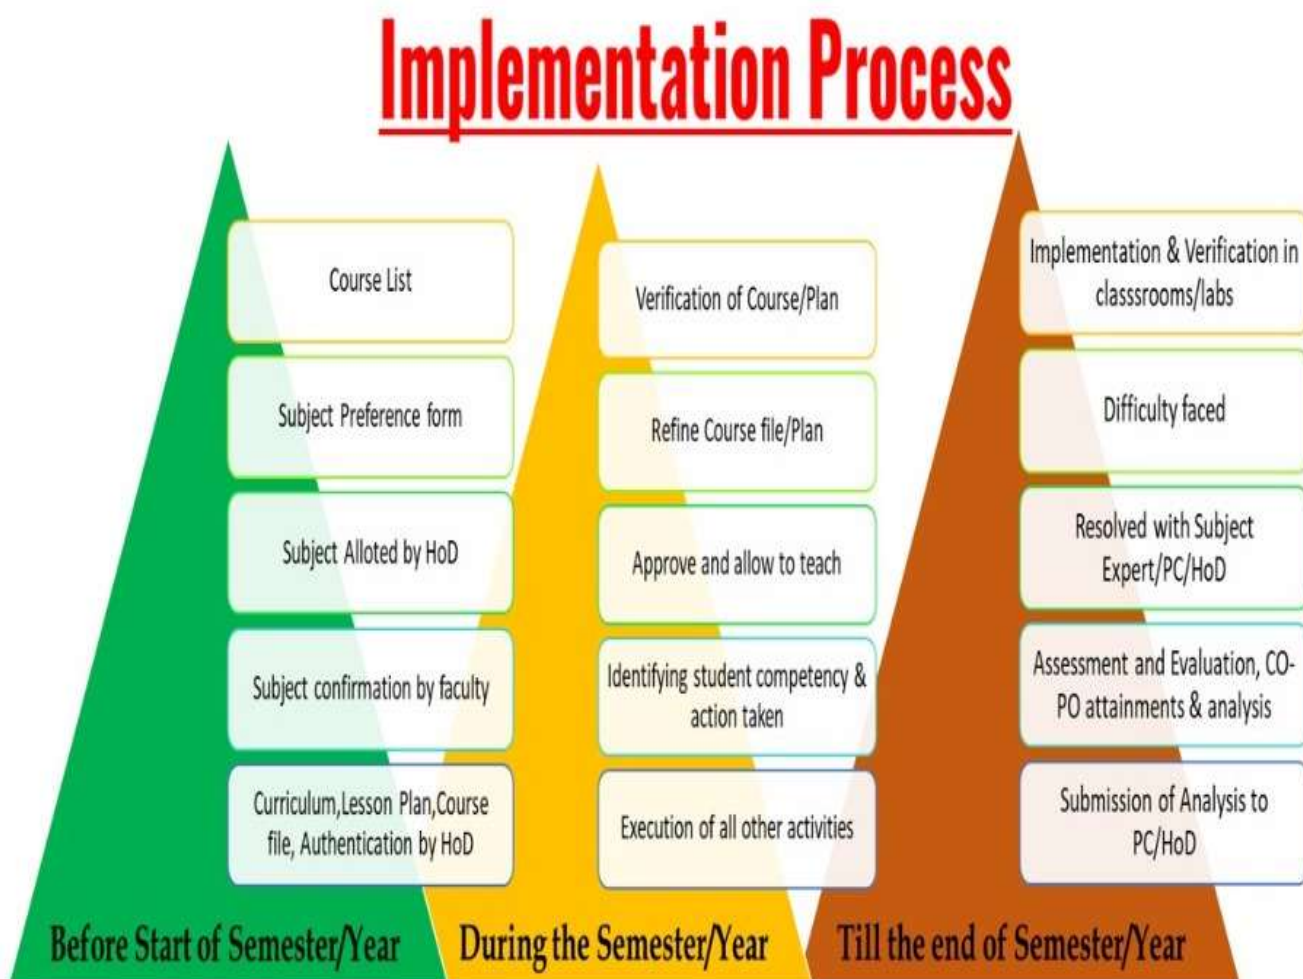 Implementation Process
Course List
Subject Preference form
Subject Alloted by HoD
Subject confirmation by faculty
Curriculum,Lesson Plan,Course
file, Authentication by HoD
Before Start of Semester/Year
Verification of Course/Plan
Refine Course file/Plan
Approve and allow to teach
Identifying student competency &
action taken
Execution of all other activities
During the Semester/Year
Implementation & Verification in
classsrooms/labs
Difficulty faced
Resolved with Subject
Expert/PC/HoD
Assessment and Evaluation, CO-
PO attainments & analysis
Submission of Analysis to
PC/HoD
Till the end of Semester/Year